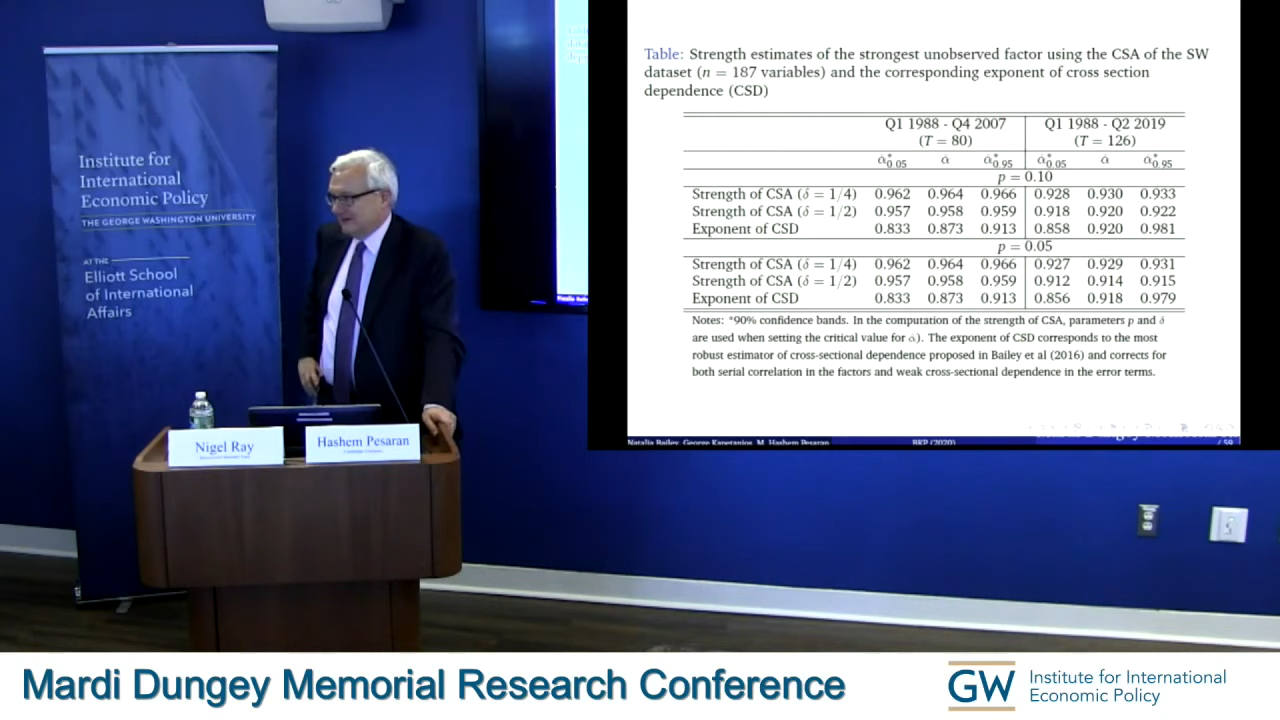 Institute for
International
Economic Policy
THE GEORGE WASHINGTON UNIVERSITY
AT THE
Elliott School
of International
Affairs
Nigel Ray
Hashem Pesaran
Table: Strength estimates of the strongest unobserved factor using the CSA of the SW
dataset (n = 187 variables) and the corresponding exponent of cross section
dependence (CSD)
Q1 1988 - Q4 2007 Q1 1988 - Q2 2019
(T = 80) (T = 126)
α̂*0.05 α̂ α̂*0.95 α̂*0.05 α̂ α̂*0.95
p = 0.10
Strength of CSA (δ = 1/4) 0.962 0.964 0.966 0.928 0.930 0.933
Strength of CSA (δ = 1/2) 0.957 0.958 0.959 0.918 0.920 0.922
Exponent of CSD 0.833 0.873 0.913 0.858 0.920 0.981
p = 0.05
Strength of CSA (δ = 1/4) 0.962 0.964 0.966 0.927 0.929 0.931
Strength of CSA (δ = 1/2) 0.957 0.958 0.959 0.912 0.914 0.915
Exponent of CSD 0.833 0.873 0.913 0.856 0.918 0.979
Notes: *90% confidence bands. In the computation of the strength of CSA, parameters p and δ
are used when setting the critical value for α̂). The exponent of CSD corresponds to the most
robust estimator of cross-sectional dependence proposed in Bailey et al (2016) and corrects for
both serial correlation in the factors and weak cross-sectional dependence in the error terms.
Natalia Bailey, George Kapetanios, M. Hashem Pesaran BKP (2020) / 59
Mardi Dungey Memorial Research Conference
GW Institute for International
Economic Policy